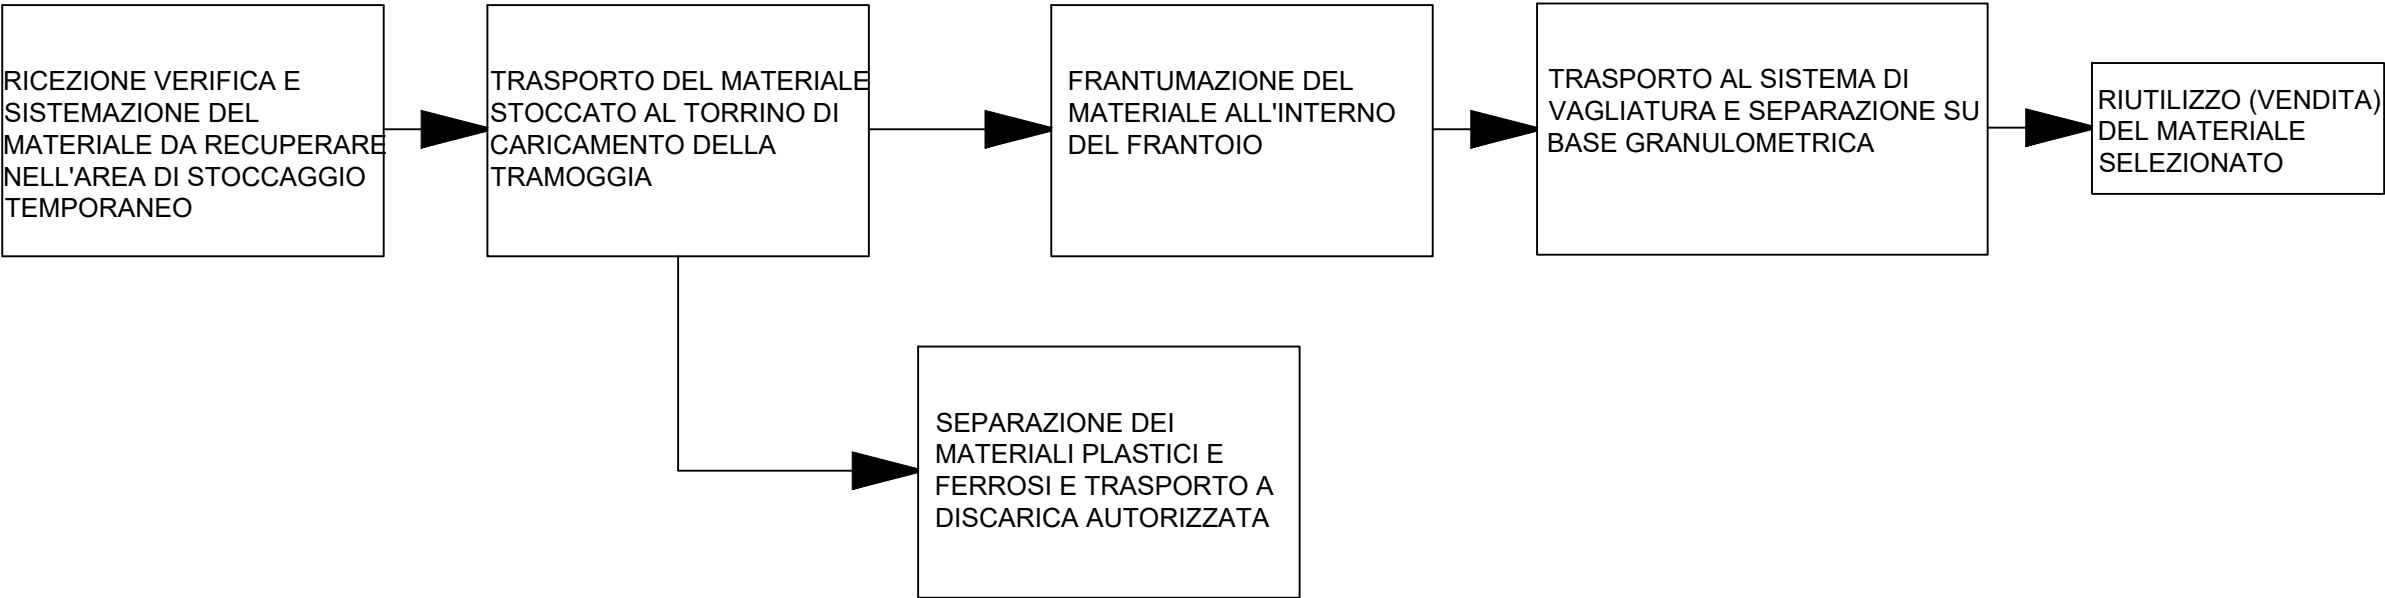 RICEZIONE VERIFICA E
SISTEMAZIONE DEL
MATERIALE DA RECUPERARE
NELL'AREA DI STOCCAGGIO
TEMPORANEO
TRASPORTO DEL MATERIALE
STOCCATO AL TORRINO DI
CARICAMENTO DELLA
TRAMOGGIA
FRANTUMAZIONE DEL
MATERIALE ALL'INTERNO
DEL FRANTOIO
TRASPORTO AL SISTEMA DI
VAGLIATURA E SEPARAZIONE SU
BASE GRANULOMETRICA
RIUTILIZZO (VENDITA)
DEL MATERIALE
SELEZIONATO
SEPARAZIONE DEI
MATERIALI PLASTICI E
FERROSI E TRASPORTO A
DISCARICA AUTORIZZATA